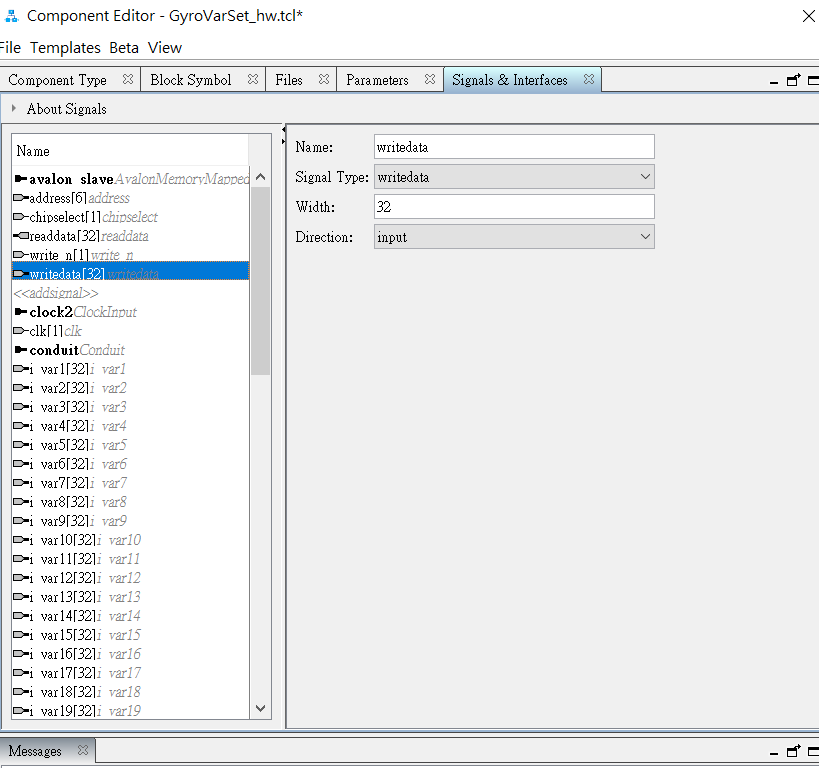 Component Editor - GyroVarSet_hw.tcl*
File Templates Beta View
Component Type Block Symbol Files Parameters Signals & Interfaces
About Signals
Name
avalon_slave AvalonMemoryMapped
address[6] address
chipselect[1] chipselect
readdata[32] readdata
write_n[1] write_n
writedata[32] writedata
<<add signal>>
clock2 Clock Input
clk[1] clk
conduit Conduit
i_var1[32] i_var1
i_var2[32] i_var2
i_var3[32] i_var3
i_var4[32] i_var4
i_var5[32] i_var5
i_var6[32] i_var6
i_var7[32] i_var7
i_var8[32] i_var8
i_var9[32] i_var9
i_var10[32] i_var10
i_var11[32] i_var11
i_var12[32] i_var12
i_var13[32] i_var13
i_var14[32] i_var14
i_var15[32] i_var15
i_var16[32] i_var16
i_var17[32] i_var17
i_var18[32] i_var18
i_var19[32] i_var19
Name: writedata
Signal Type: writedata
Width: 32
Direction: input
Messages